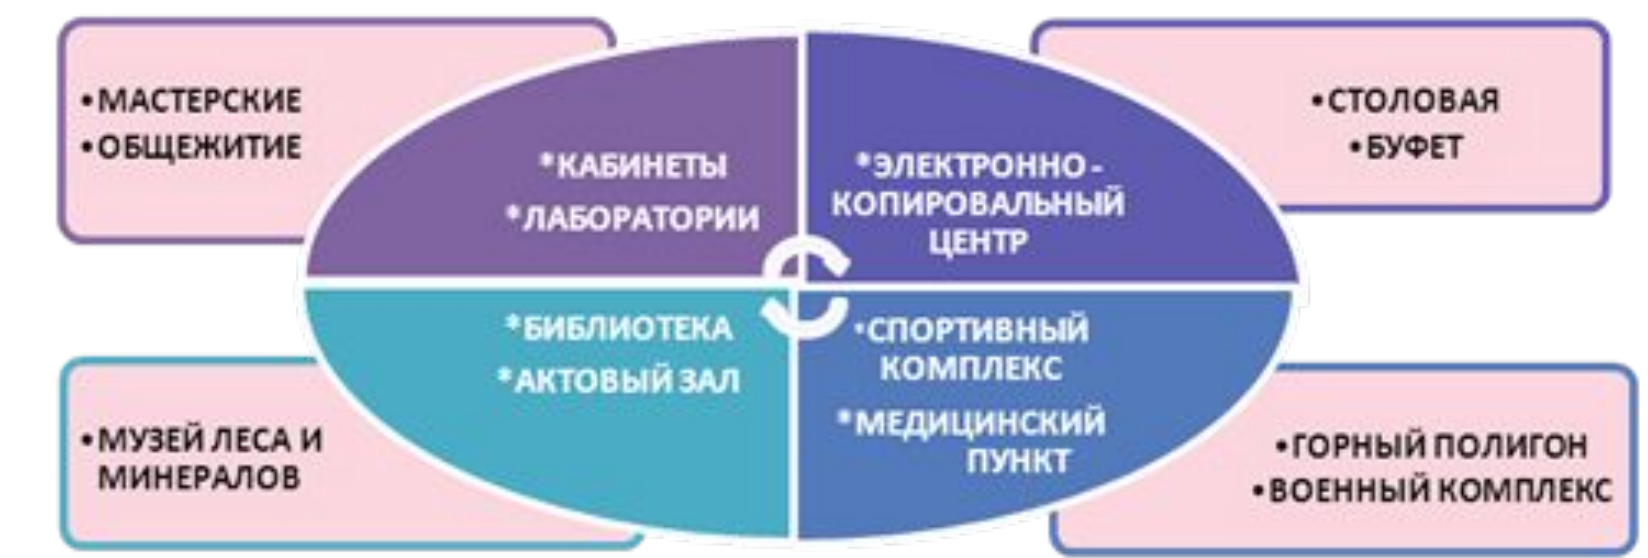 •МАСТЕРСКИЕ
•ОБЩЕЖИТИЕ
*КАБИНЕТЫ
*ЛАБОРАТОРИИ
*ЭЛЕКТРОННО-
КОПИРОВАЛЬНЫЙ
ЦЕНТР
•СТОЛОВАЯ
•БУФЕТ
•МУЗЕЙ ЛЕСА И
МИНЕРАЛОВ
*БИБЛИОТЕКА
*АКТОВЫЙ ЗАЛ
•СПОРТИВНЫЙ
КОМПЛЕКС
*МЕДИЦИНСКИЙ
ПУНКТ
•ГОРНЫЙ ПОЛИГОН
•ВОЕННЫЙ КОМПЛЕКС